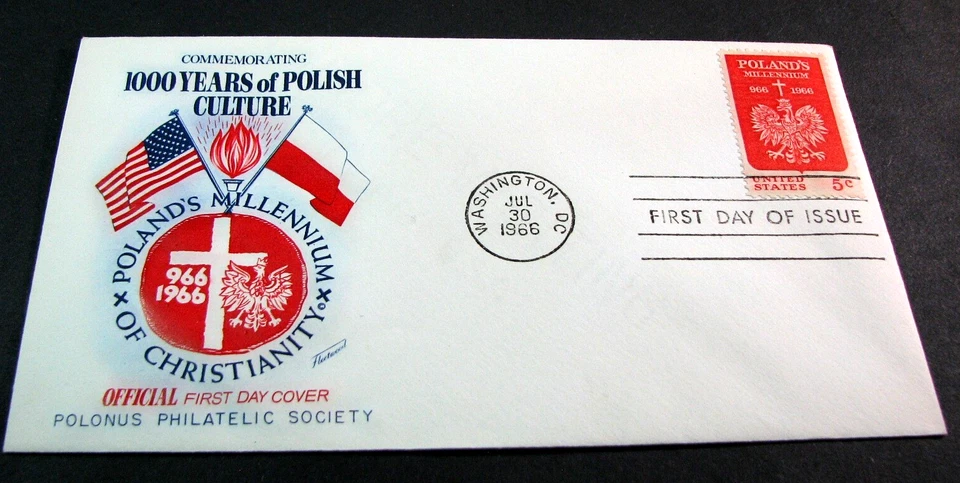 COMMEMORATING
1000 YEARS of POLISH
CULTURE
POLAND'S MILLENNIUM
OF CHRISTIANITY
966
1966
Fleetwood
OFFICIAL FIRST DAY COVER
POLONUS PHILATELIC SOCIETY
WASHINGTON, DC
JUL
30
1966
POLAND'S
MILLENNIUM
966 1966
UNITED
STATES 5c
FIRST DAY OF ISSUE